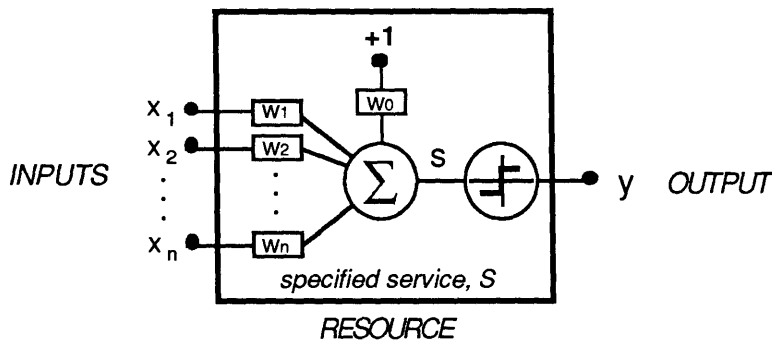 +1
W0
x1 W1
x2 W2
INPUTS
Σ
S
y OUTPUT
xn Wn
specified service, S
RESOURCE